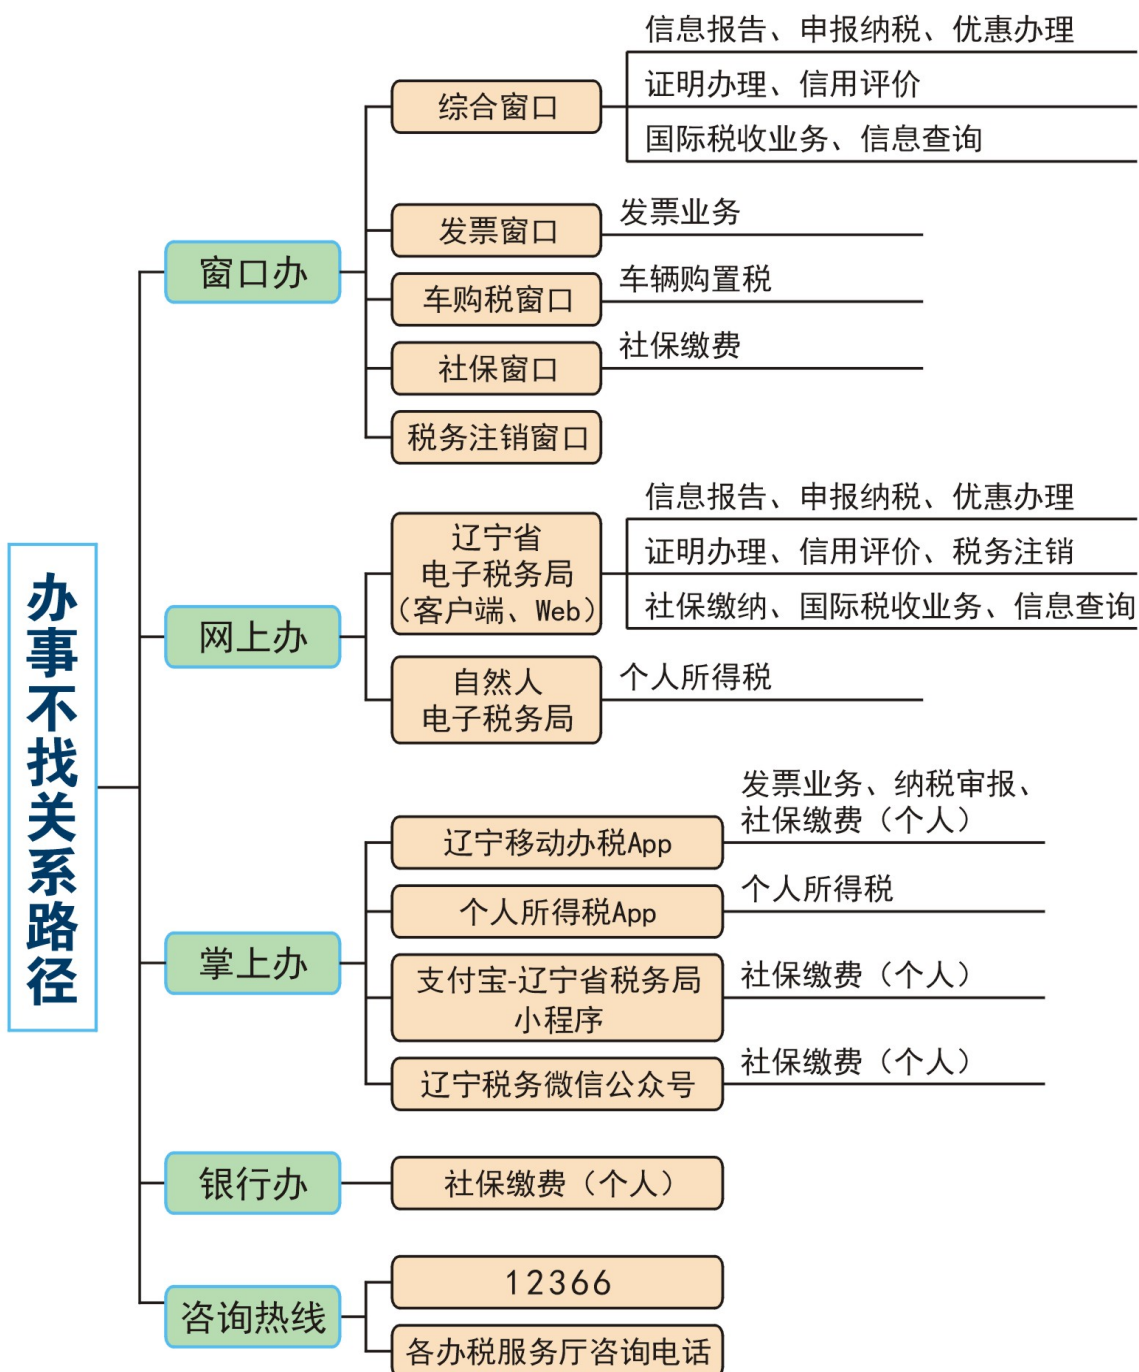 办事不找关系路径
窗口办
综合窗口
信息报告、申报纳税、优惠办理
证明办理、信用评价
国际税收业务、信息查询
发票窗口
发票业务
车购税窗口
车辆购置税
社保窗口
社保缴费
税务注销窗口
网上办
辽宁省
电子税务局
（客户端、Web）
信息报告、申报纳税、优惠办理
证明办理、信用评价、税务注销
社保缴纳、国际税收业务、信息查询
自然人
电子税务局
个人所得税
掌上办
辽宁移动办税App
发票业务、纳税审报、
社保缴费（个人）
个人所得税App
个人所得税
支付宝-辽宁省税务局
小程序
社保缴费（个人）
辽宁税务微信公众号
社保缴费（个人）
银行办
社保缴费（个人）
咨询热线
12366
各办税服务厅咨询电话